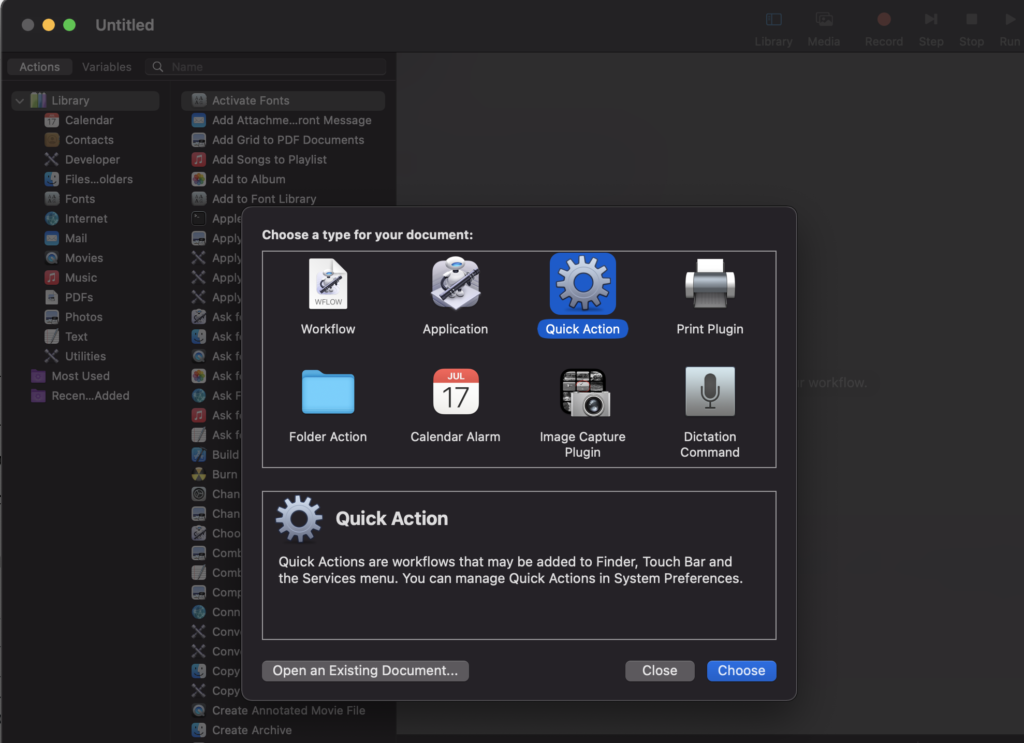 Untitled
Library
Media
Record
Step
Stop
Run
Actions
Variables
Name
Library
Calendar
Contacts
Developer
Files...olders
Fonts
Internet
Mail
Movies
Music
PDFs
Photos
Text
Utilities
Most Used
Recen...Added
Activate Fonts
Add Attachme...ront Message
Add Grid to PDF Documents
Add Songs to Playlist
Add to Album
Add to Font Library
Apple
Apply
Apply
Apply
Apply
Ask f
Ask f
Ask f
Ask f
Ask F
Ask f
Ask f
Build
Burn
Chan
Chan
Choo
Comb
Comb
Comp
Conn
Conv
Conv
Copy
Copy
Create Annotated Movie File
Create Archive
r workflow.
Choose a type for your document:
WFLOW
Workflow
Application
Quick Action
Print Plugin
Folder Action
JUL
17
Calendar Alarm
Image Capture
Plugin
Dictation
Command
Quick Action
Quick Actions are workflows that may be added to Finder, Touch Bar and
the Services menu. You can manage Quick Actions in System Preferences.
Open an Existing Document...
Close
Choose